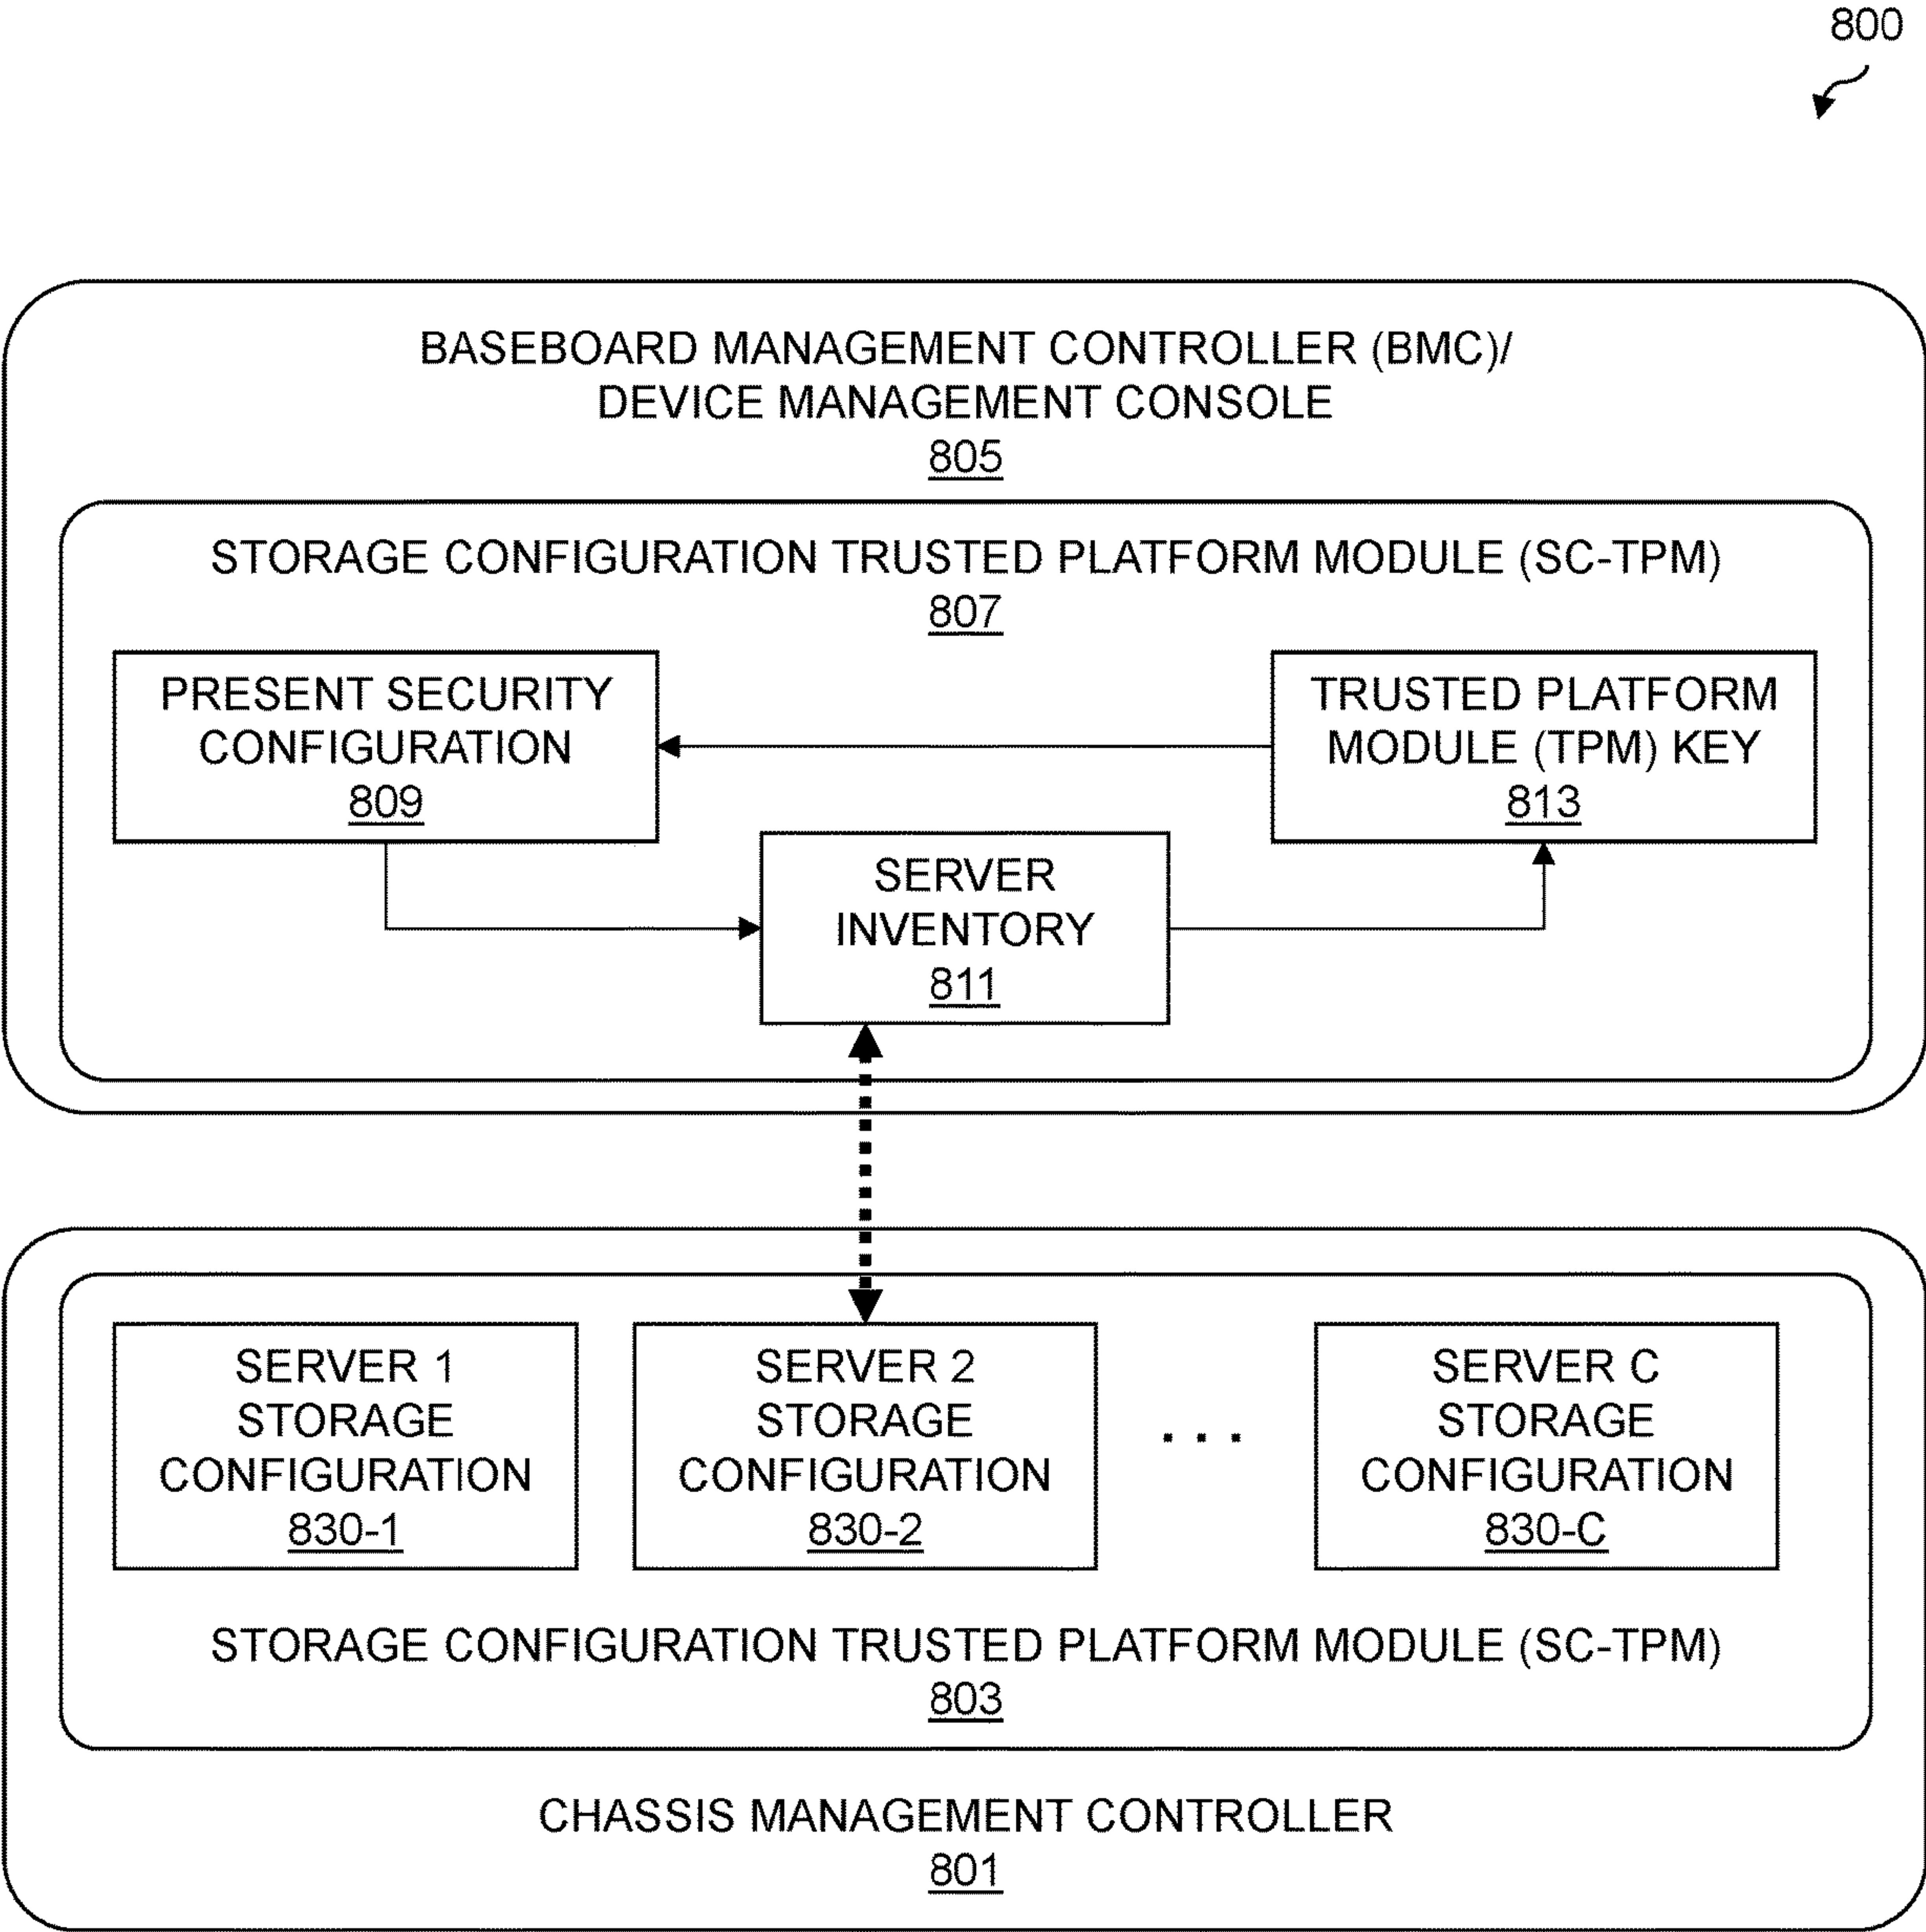 800
BASEBOARD MANAGEMENT CONTROLLER (BMC)/
DEVICE MANAGEMENT CONSOLE
805
STORAGE CONFIGURATION TRUSTED PLATFORM MODULE (SC-TPM)
807
PRESENT SECURITY
CONFIGURATION
809
TRUSTED PLATFORM
MODULE (TPM) KEY
813
SERVER
INVENTORY
811
SERVER 1
STORAGE
CONFIGURATION
830-1
SERVER 2
STORAGE
CONFIGURATION
830-2
. . .
SERVER C
STORAGE
CONFIGURATION
830-C
STORAGE CONFIGURATION TRUSTED PLATFORM MODULE (SC-TPM)
803
CHASSIS MANAGEMENT CONTROLLER
801